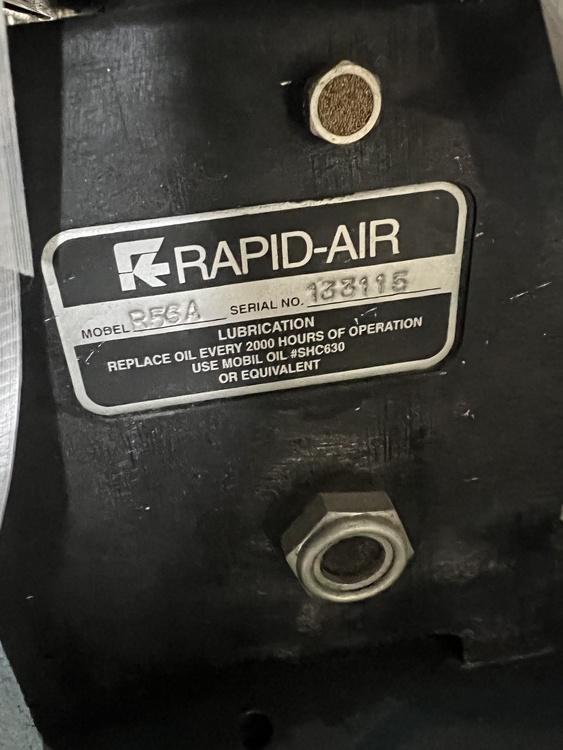 RAPID-AIR
MODEL R56A SERIAL NO. 133115
LUBRICATION
REPLACE OIL EVERY 2000 HOURS OF OPERATION
USE MOBIL OIL #SHC630
OR EQUIVALENT